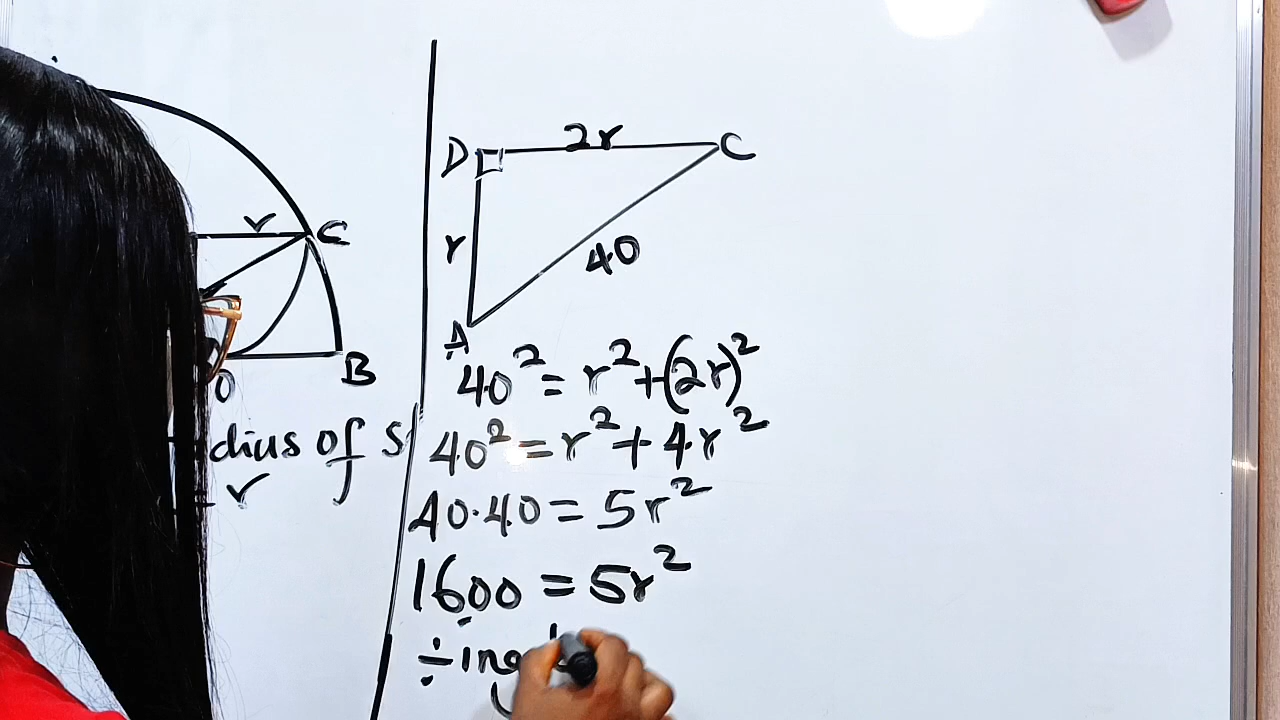 r C
O B
dius of S
r
D 2r C
r 40
A
40² = r² + (2r)²
40² = r² + 4r²
40·40 = 5r²
1600 = 5r²
÷ing